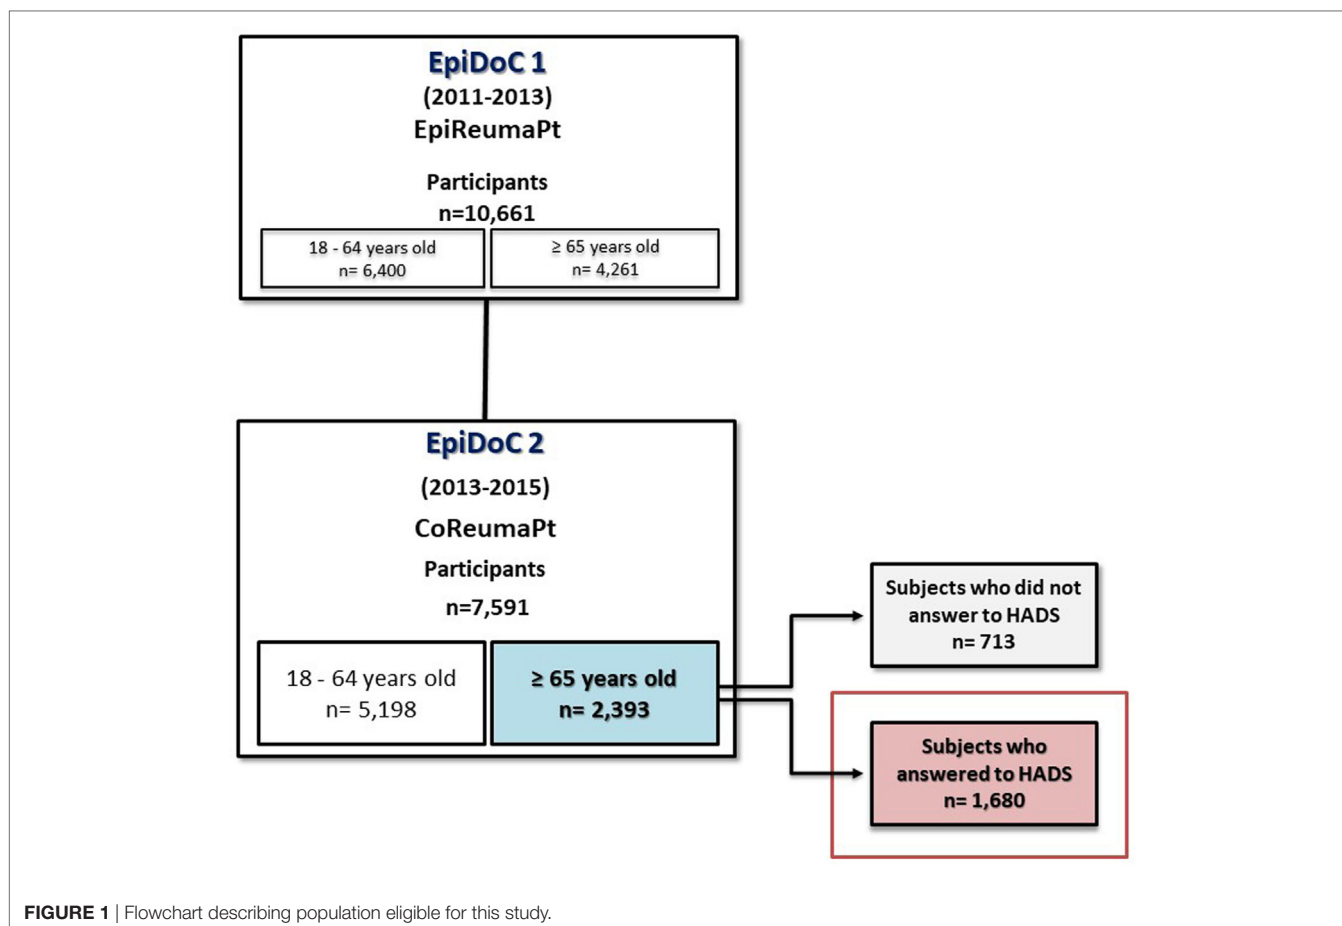 EpiDoC 1
(2011-2013)
EpiReumaPt
Participants
n=10,661
18 - 64 years old
n= 6,400
≥ 65 years old
n= 4,261
EpiDoC 2
(2013-2015)
CoReumaPt
Participants
n=7,591
18 - 64 years old
n= 5,198
≥ 65 years old
n= 2,393
Subjects who did not
answer to HADS
n= 713
Subjects who
answered to HADS
n= 1,680
FIGURE 1 | Flowchart describing population eligible for this study.